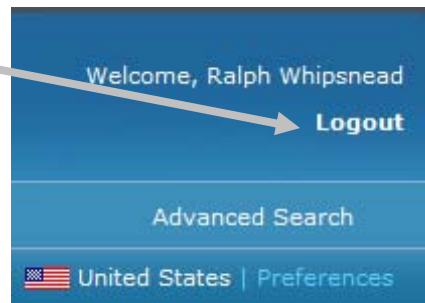 Welcome, Ralph Whipsnead
Logout
Advanced Search
United States | Preferences